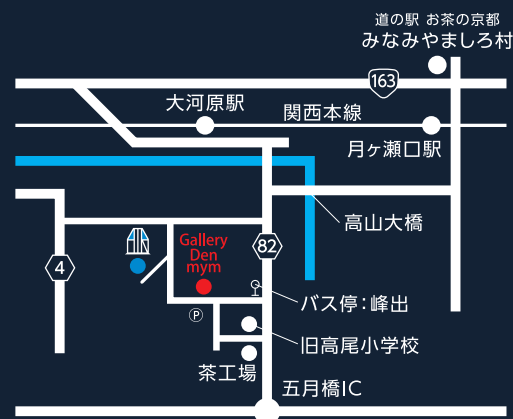 道の駅 お茶の京都
みなみやましろ村
163
大河原駅
関西本線
月ヶ瀬口駅
高山大橋
Gallery
Den
mym
82
4
バス停:峰出
P
旧高尾小学校
茶工場
五月橋IC